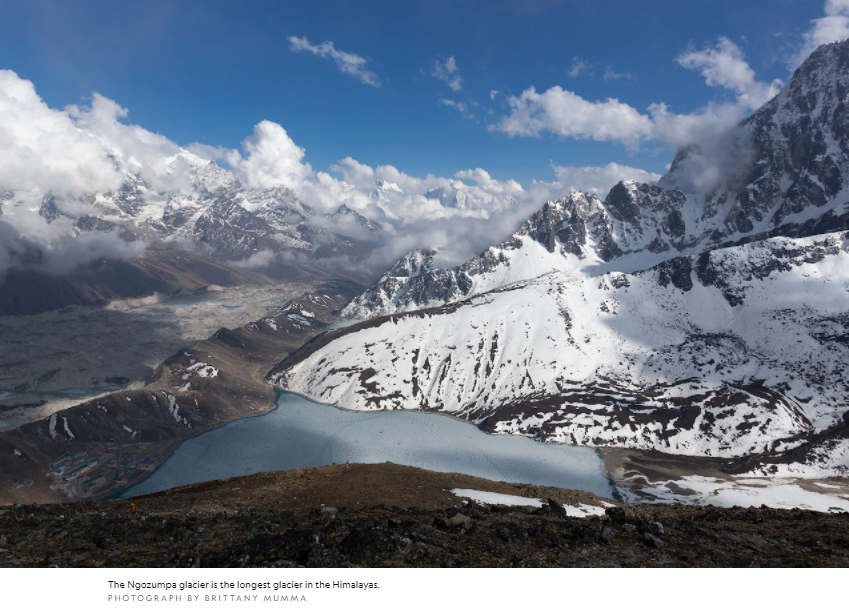 The Ngozumpa glacier is the longest glacier in the Himalayas.
PHOTOGRAPH BY BRITTANY MUMMA